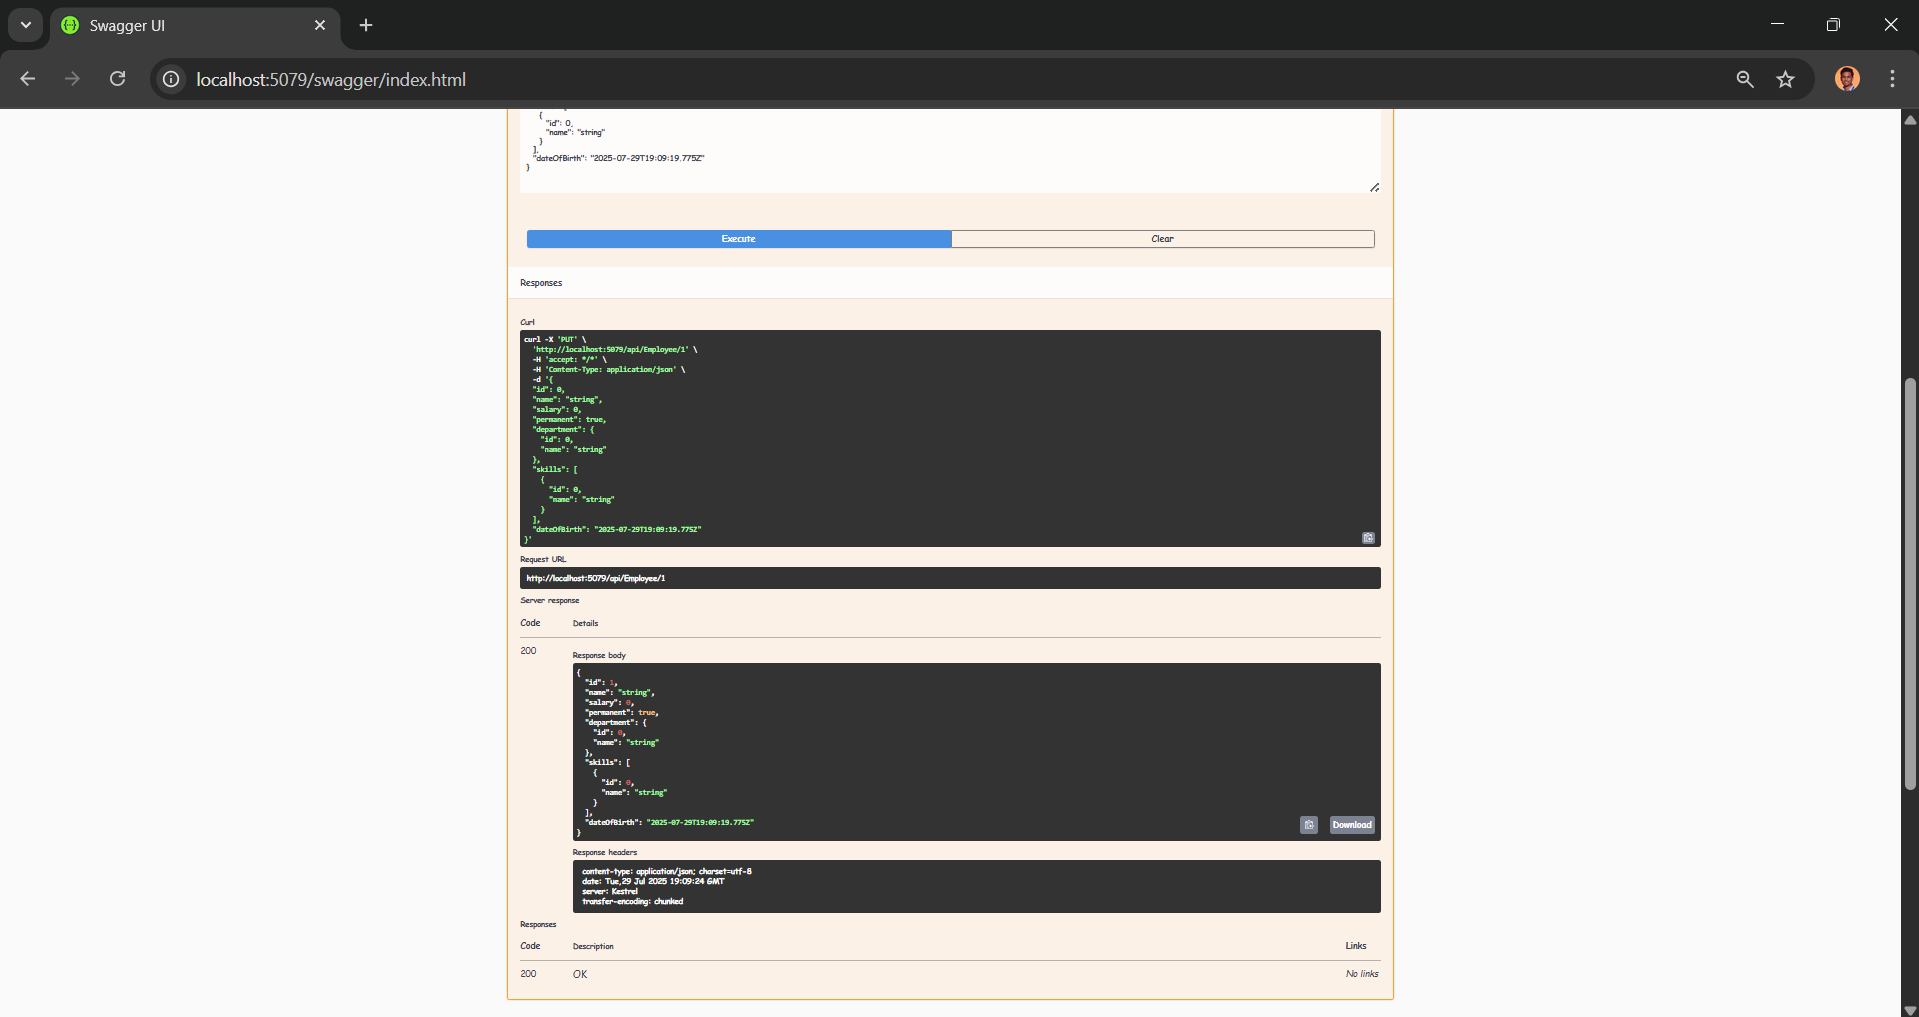 Swagger UI
localhost:5079/swagger/index.html
{
"id": 0,
"name": "string"
}
],
"dateOfBirth": "2025-07-29T19:09:19.775Z"
}
Execute
Clear
Responses
Curl
curl -X 'PUT' \
'http://localhost:5079/api/Employee/1' \
-H 'accept: */*' \
-H 'Content-Type: application/json' \
-d '{
"id": 0,
"name": "string",
"salary": 0,
"permanent": true,
"department": {
"id": 0,
"name": "string"
},
"skills": [
{
"id": 0,
"name": "string"
}
],
"dateOfBirth": "2025-07-29T19:09:19.775Z"
}'
Request URL
http://localhost:5079/api/Employee/1
Server response
Code
Details
200
Response body
{
"id": 1,
"name": "string",
"salary": 0,
"permanent": true,
"department": {
"id": 0,
"name": "string"
},
"skills": [
{
"id": 0,
"name": "string"
}
],
"dateOfBirth": "2025-07-29T19:09:19.775Z"
}
Download
Response headers
content-type: application/json; charset=utf-8
date: Tue,29 Jul 2025 19:09:24 GMT
server: Kestrel
transfer-encoding: chunked
Responses
Code
Description
Links
200
OK
No links